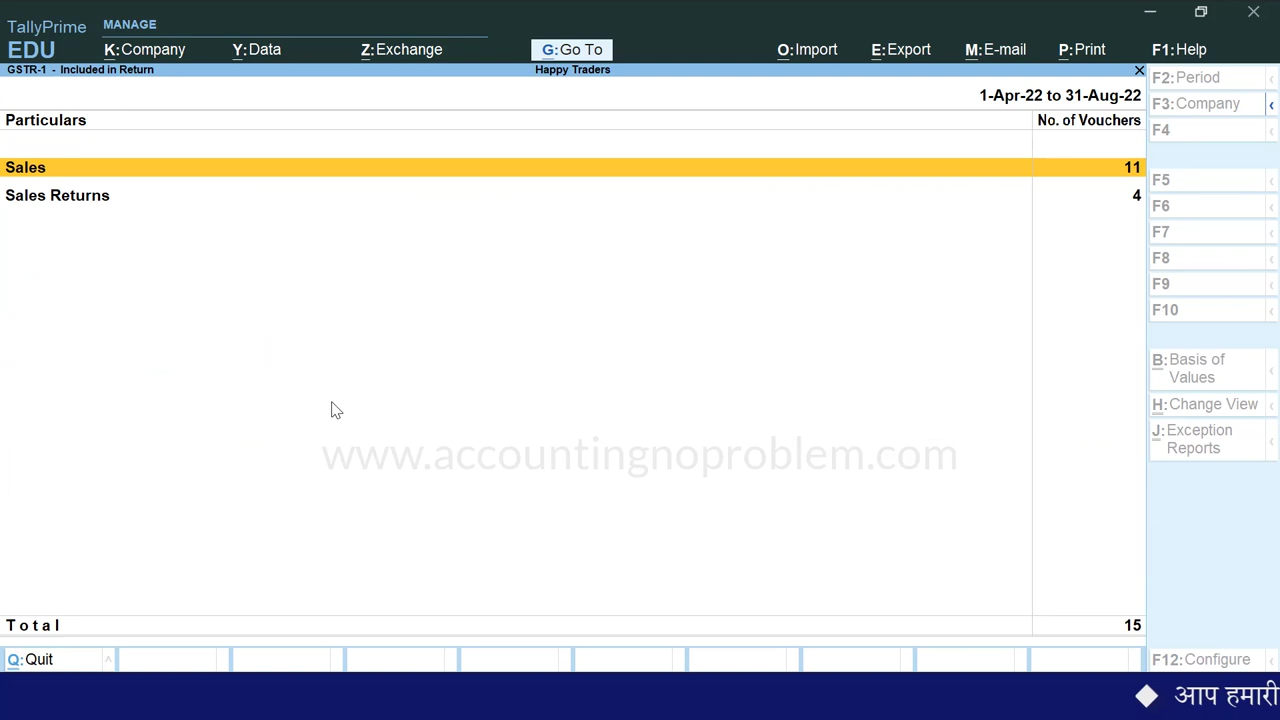 TallyPrime
EDU
MANAGE
K:Company
Y:Data
Z:Exchange
G:Go To
O:Import
E:Export
M:E-mail
P:Print
F1:Help
GSTR-1 - Included in Return
Happy Traders
1-Apr-22 to 31-Aug-22
Particulars
No. of Vouchers
Sales 11
Sales Returns 4
www.accountingnoproblem.com
Total 15
F2:Period
F3:Company
F4
F5
F6
F7
F8
F9
F10
B:Basis of
Values
H:Change View
J:Exception
Reports
Q:Quit
F12:Configure
आप हमारी